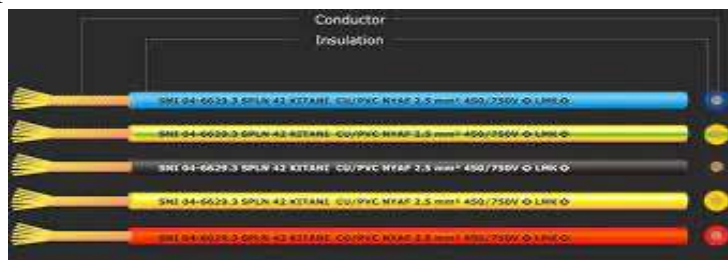 Conductor
Insulation
SNI 04-6629.3 SPLN 42 KITANI CU/PVC NYAF 2.5 mm² 450/750V LMK
SNI 04-6629.3 SPLN 42 KITANI CU/PVC NYAF 2.5 mm² 450/750V LMK
SNI 04-6629.3 SPLN 42 KITANI CU/PVC NYAF 2.5 mm² 450/750V LMK
SNI 04-6629.3 SPLN 42 KITANI CU/PVC NYAF 2.5 mm² 450/750V LMK
SNI 04-6629.3 SPLN 42 KITANI CU/PVC NYAF 2.5 mm² 450/750V LMK